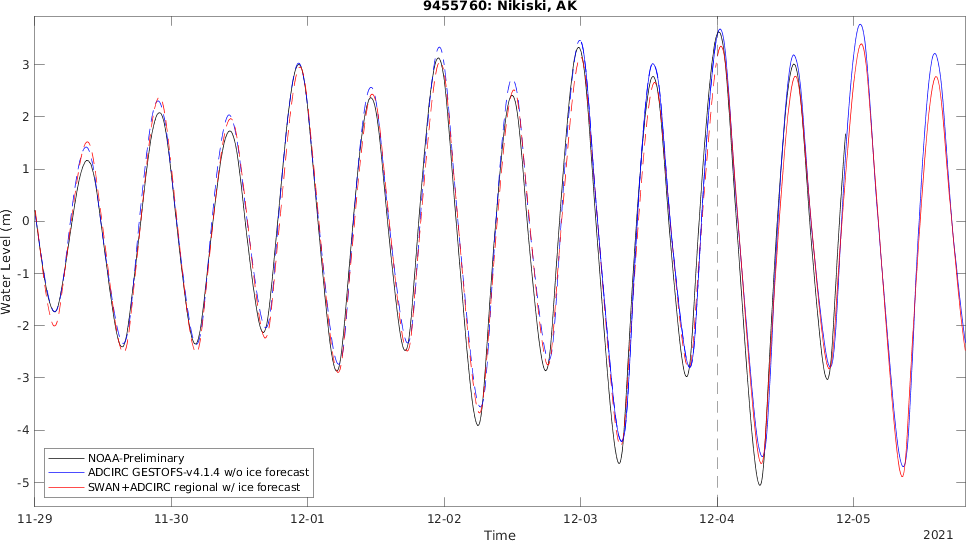 9455760: Nikiski, AK
Water Level (m)
3
2
1
0
-1
-2
-3
-4
-5
NOAA-Preliminary
ADCIRC GESTOFS-v4.1.4 w/o ice forecast
SWAN+ADCIRC regional w/ ice forecast
11-29 11-30 12-01 12-02 12-03 12-04 12-05
Time
2021